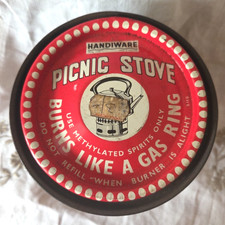 HANDIWARE
PICNIC STOVE
BURNS LIKE A GAS RING
USE METHYLATED SPIRITS ONLY
DO NOT REFILL WHEN BURNER IS ALIGHT